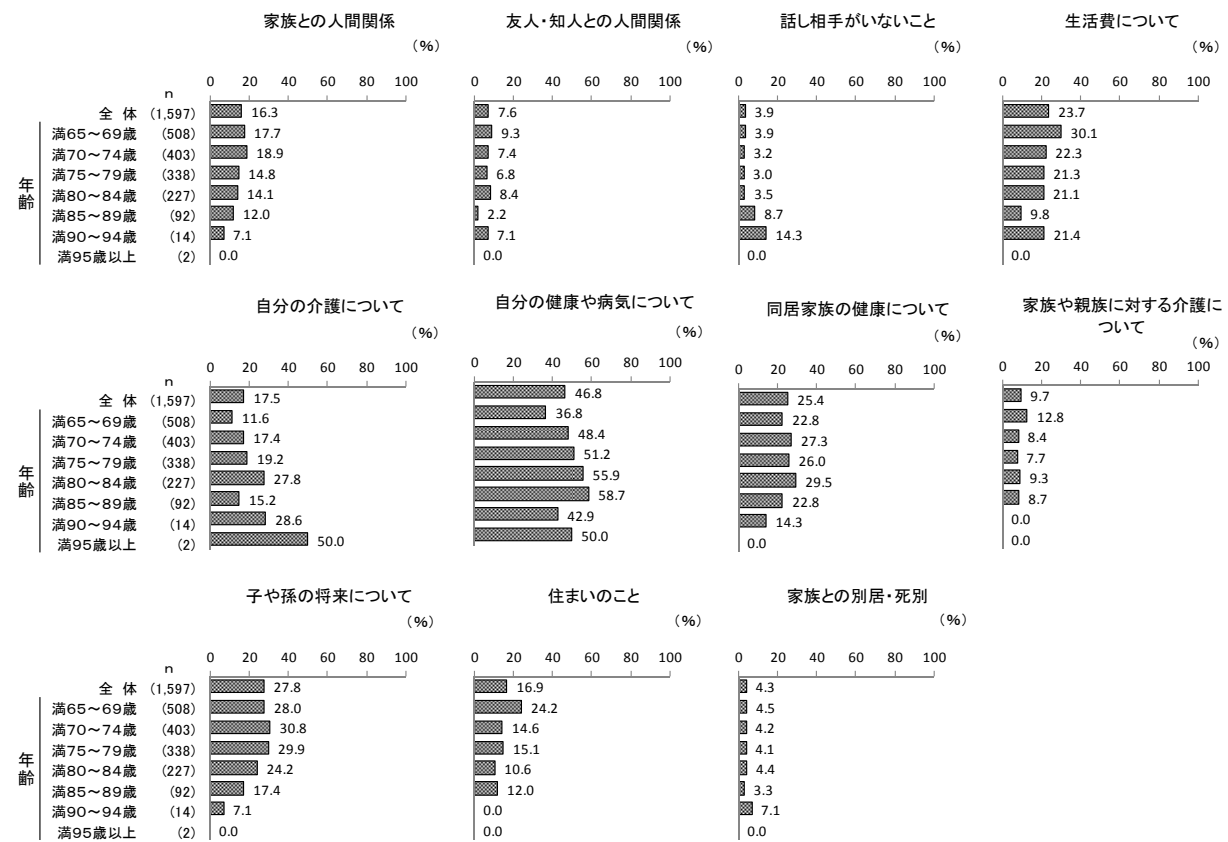 家族との人間関係 友人・知人との人間関係 話し相手がいないこと 生活費について
（%） （%） （%） （%）
0 20 40 60 80 100 0 20 40 60 80 100 0 20 40 60 80 100 0 20 40 60 80 100
n
全 体 (1,597) 16.3 7.6 3.9 23.7
満65～69歳 (508) 17.7 9.3 3.9 30.1
満70～74歳 (403) 18.9 7.4 3.2 22.3
満75～79歳 (338) 14.8 6.8 3.0 21.3
年齢 満80～84歳 (227) 14.1 8.4 3.5 21.1
満85～89歳 (92) 12.0 2.2 8.7 9.8
満90～94歳 (14) 7.1 7.1 14.3 21.4
満95歳以上 (2) 0.0 0.0 0.0 0.0
自分の介護について 自分の健康や病気について 同居家族の健康について 家族や親族に対する介護に
ついて
（%） （%） （%） （%）
0 20 40 60 80 100 0 20 40 60 80 100 0 20 40 60 80 100 0 20 40 60 80 100
n
全 体 (1,597) 17.5 46.8 25.4 9.7
満65～69歳 (508) 11.6 36.8 22.8 12.8
満70～74歳 (403) 17.4 48.4 27.3 8.4
満75～79歳 (338) 19.2 51.2 26.0 7.7
年齢 満80～84歳 (227) 27.8 55.9 29.5 9.3
満85～89歳 (92) 15.2 58.7 22.8 8.7
満90～94歳 (14) 28.6 42.9 14.3 0.0
満95歳以上 (2) 50.0 50.0 0.0 0.0
子や孫の将来について 住まいのこと 家族との別居・死別
（%） （%） （%）
0 20 40 60 80 100 0 20 40 60 80 100 0 20 40 60 80 100
n
全 体 (1,597) 27.8 16.9 4.3
満65～69歳 (508) 28.0 24.2 4.5
満70～74歳 (403) 30.8 14.6 4.2
満75～79歳 (338) 29.9 15.1 4.1
年齢 満80～84歳 (227) 24.2 10.6 4.4
満85～89歳 (92) 17.4 12.0 3.3
満90～94歳 (14) 7.1 0.0 7.1
満95歳以上 (2) 0.0 0.0 0.0